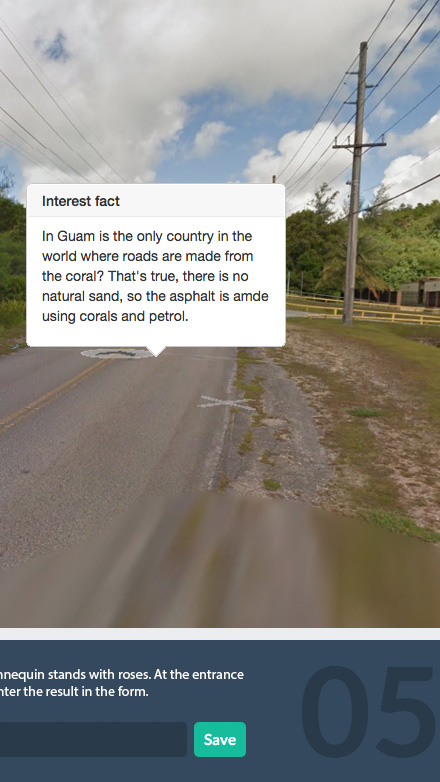 Interest fact
In Guam is the only country in the
world where roads are made from
the coral? That's true, there is no
natural sand, so the asphalt is amde
using corals and petrol.
nnequin stands with roses. At the entrance
nter the result in the form.
Save
05